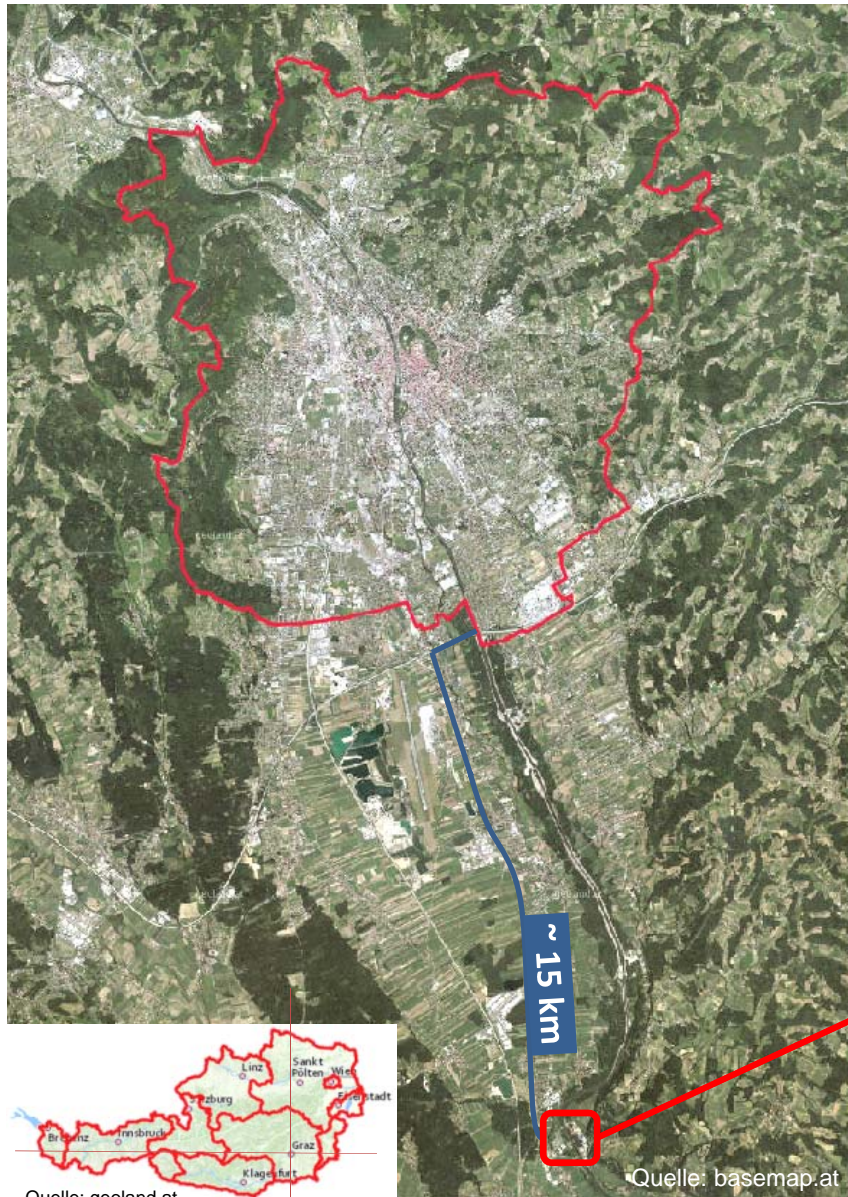 ~ 15 km
Linz
Sankt
Pölten
Wien
Salzburg
Eisenstadt
Bregenz
Innsbruck
Graz
Klagenfurt
Quelle: geoland.at
Quelle: basemap.at